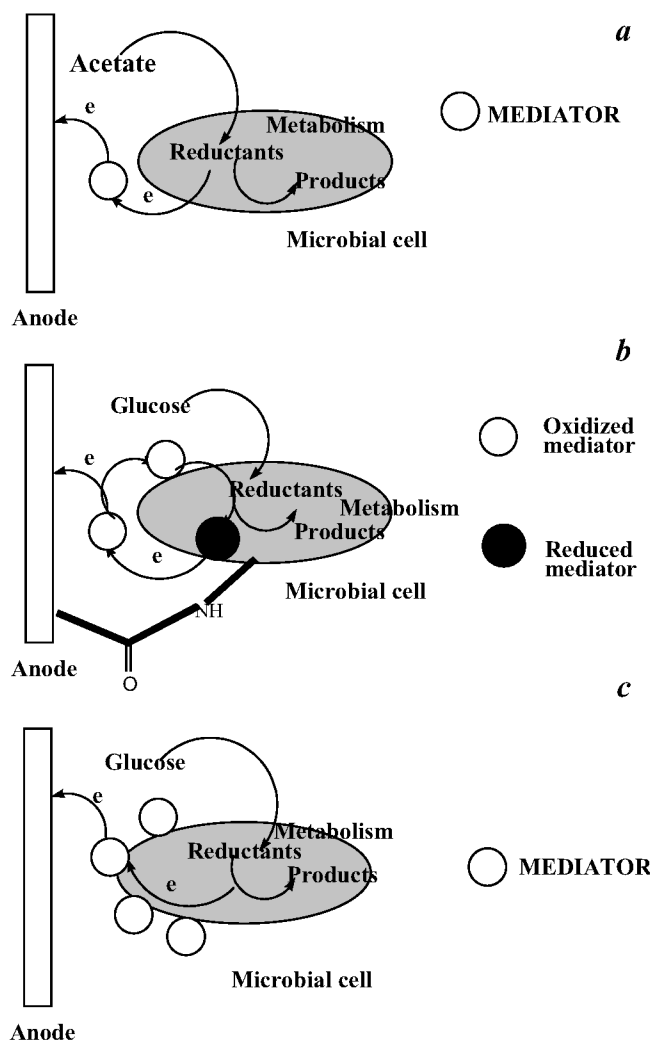 a
Acetate
e
MEDIATOR
Metabolism
Reductants
Products
e
Microbial cell
Anode
b
Glucose
Oxidized
mediator
e
Reductants
Metabolism
Products
e
Reduced
mediator
Microbial cell
NH
Anode
O
c
Glucose
e
Metabolism
Reductants
Products
MEDIATOR
e
Microbial cell
Anode